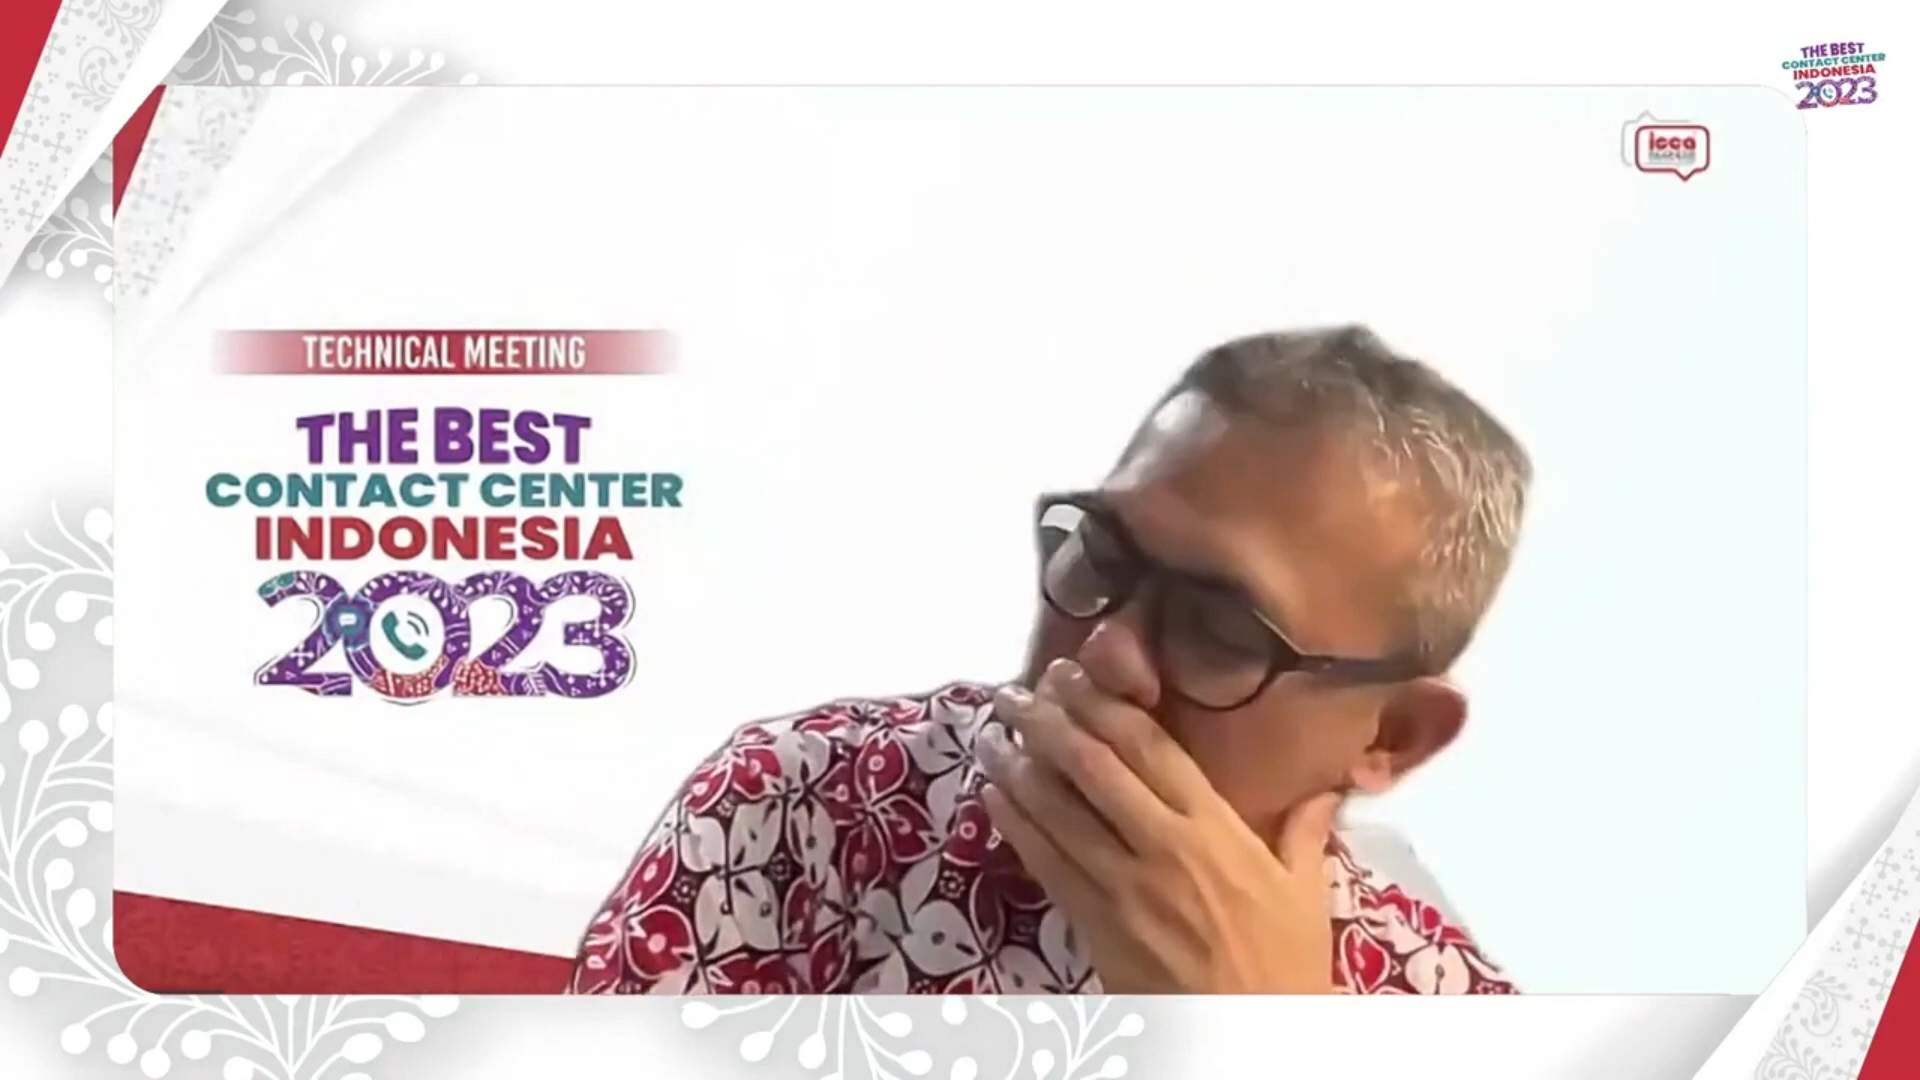 THE BEST
CONTACT CENTER
INDONESIA
2023
icca
TECHNICAL MEETING
THE BEST
CONTACT CENTER
INDONESIA
2023